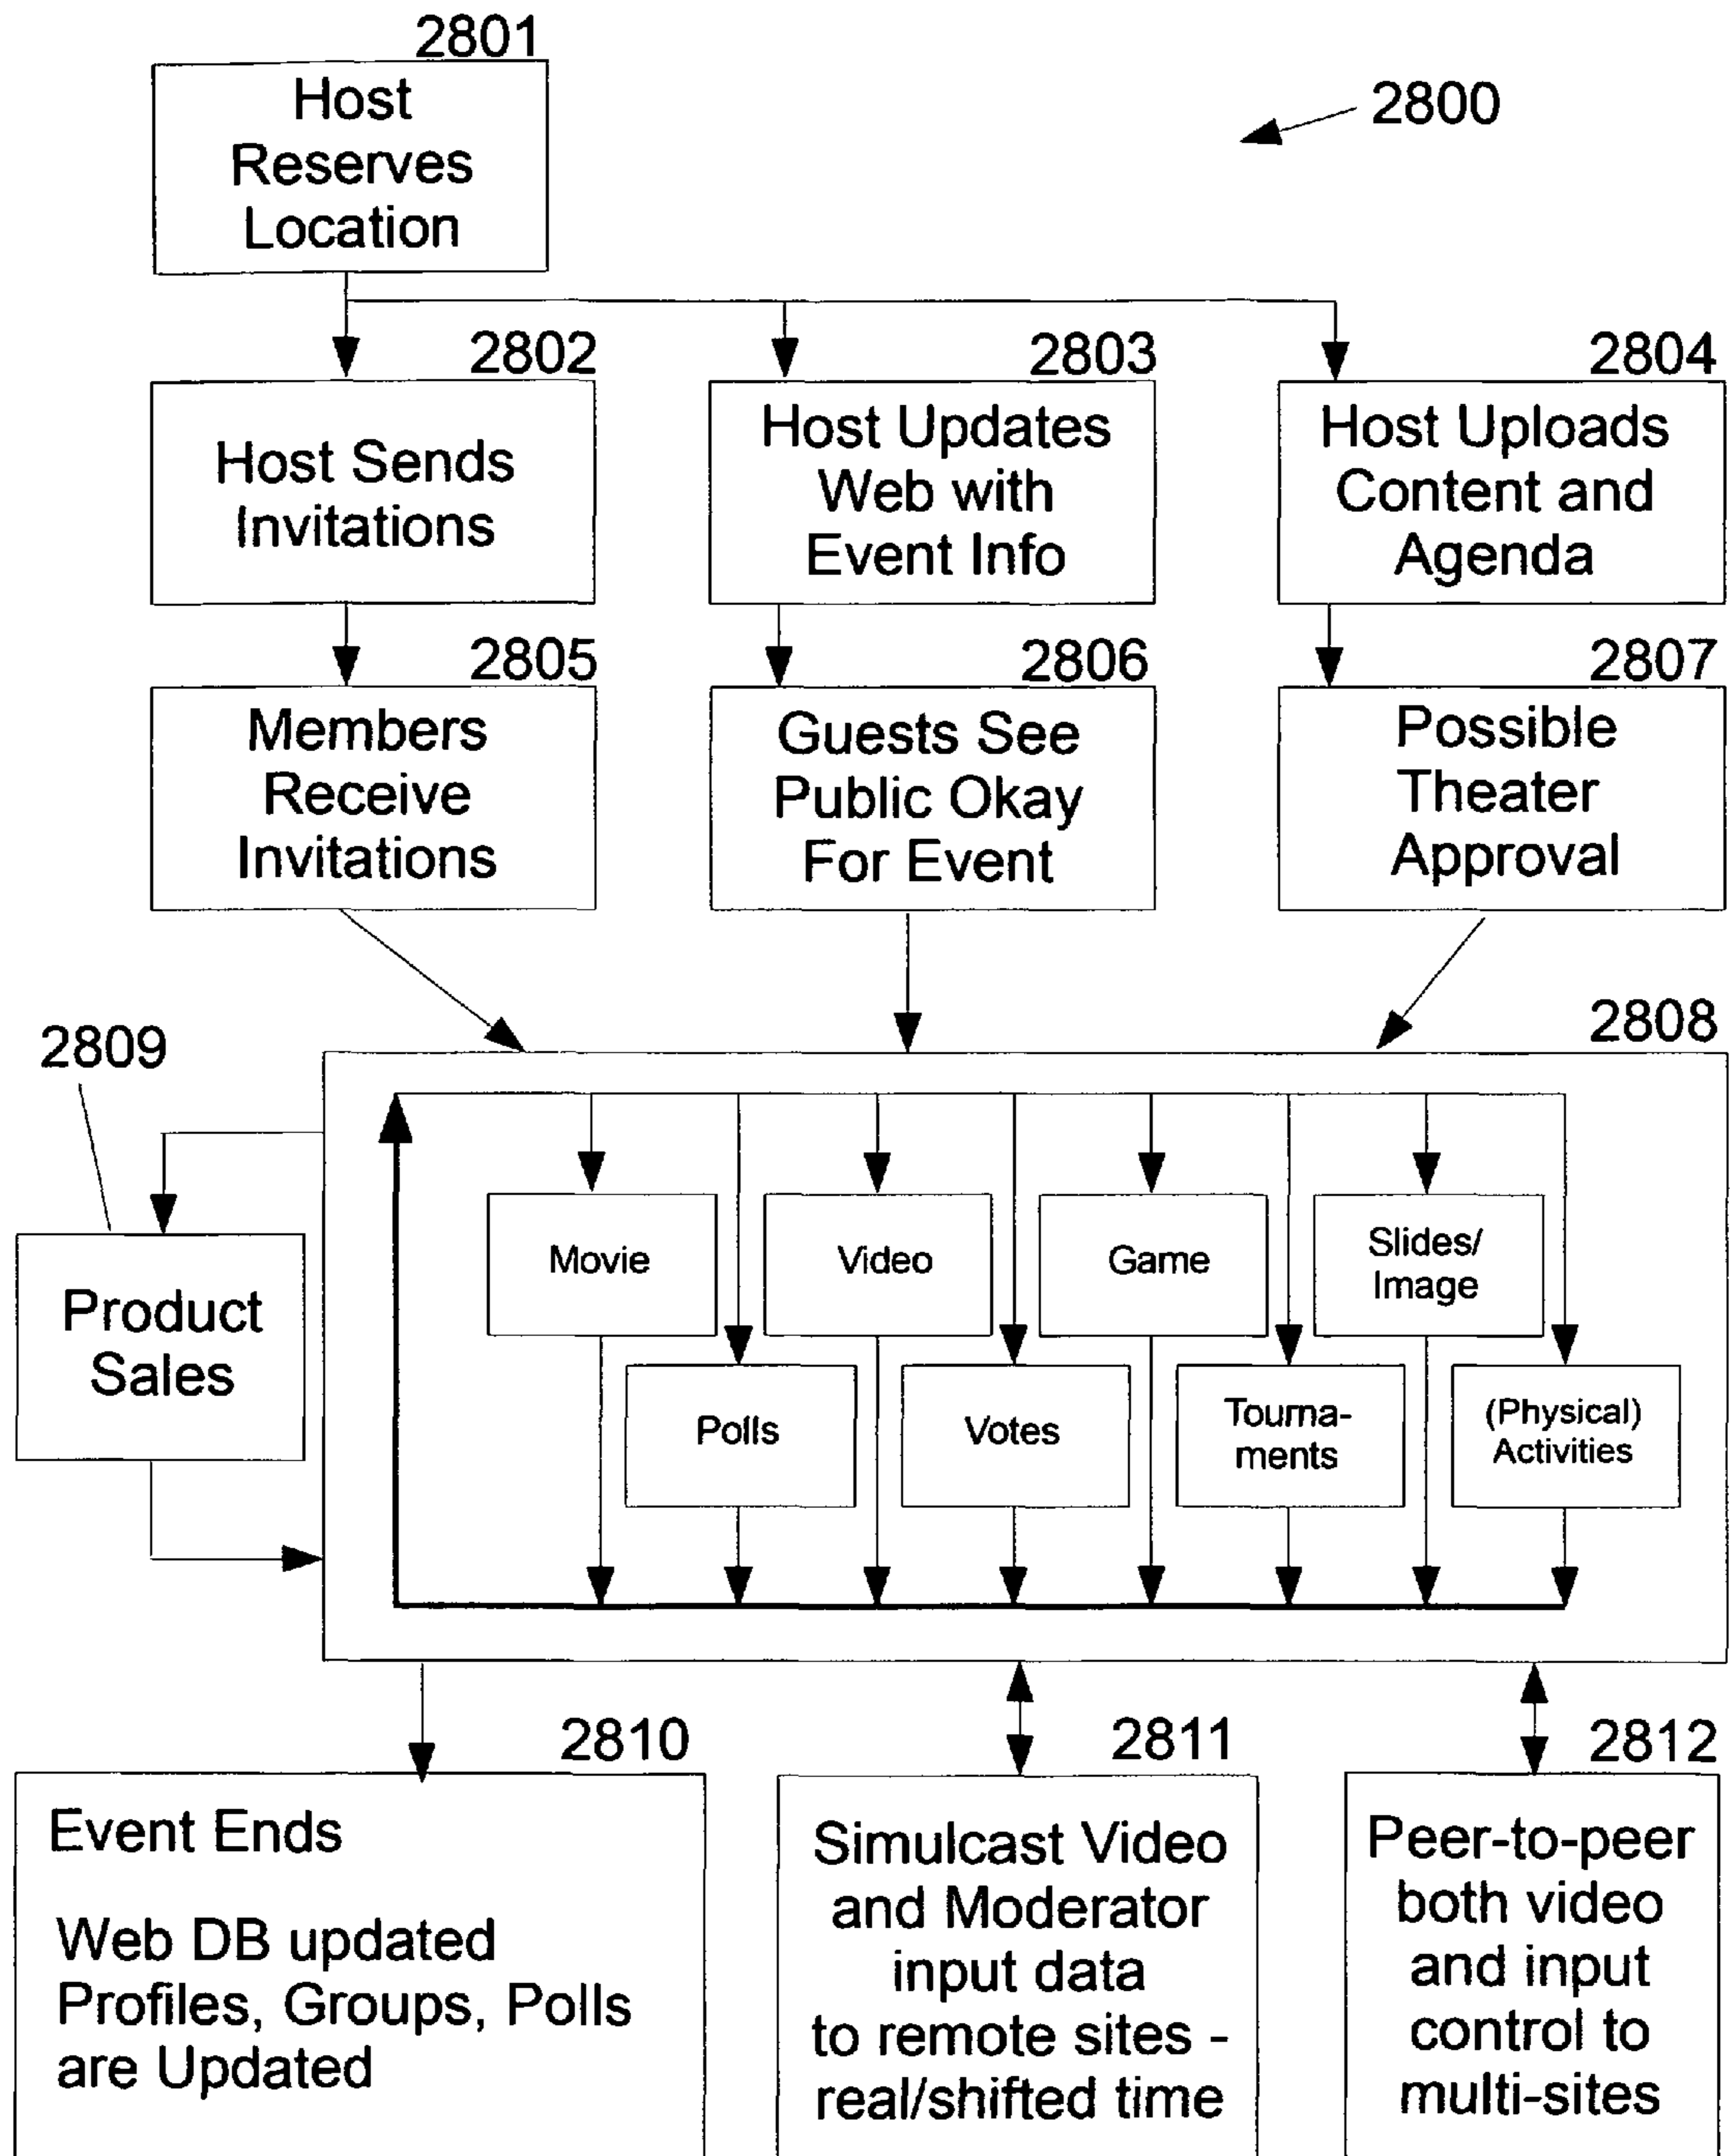 2801
Host
Reserves
Location
2800
2802
Host Sends
Invitations
2803
Host Updates
Web with
Event Info
2804
Host Uploads
Content and
Agenda
2805
Members
Receive
Invitations
2806
Guests See
Public Okay
For Event
2807
Possible
Theater
Approval
2808
2809
Product
Sales
Movie
Video
Game
Slides/
Image
Polls
Votes
Tourna-
ments
(Physical)
Activities
2810
Event Ends
Web DB updated
Profiles, Groups, Polls
are Updated
2811
Simulcast Video
and Moderator
input data
to remote sites -
real/shifted time
2812
Peer-to-peer
both video
and input
control to
multi-sites